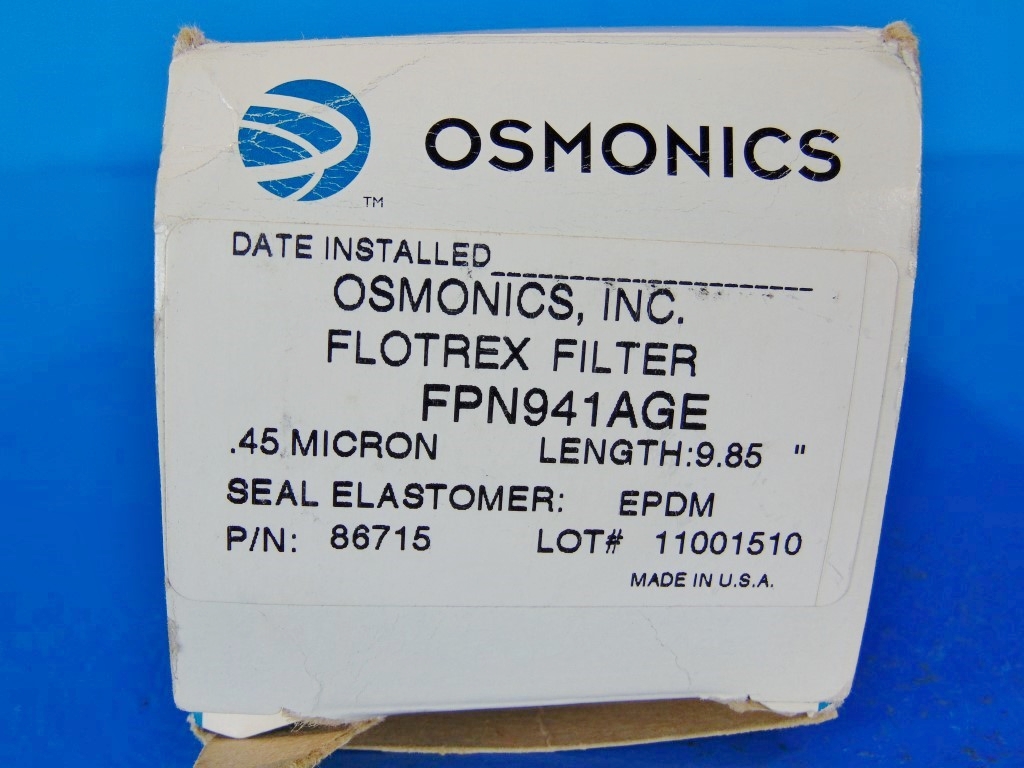 OSMONICS
TM
DATE INSTALLED____________________
OSMONICS, INC.
FLOTREX FILTER
FPN941AGE
.45 MICRON LENGTH:9.85 "
SEAL ELASTOMER: EPDM
P/N: 86715 LOT# 11001510
MADE IN U.S.A.